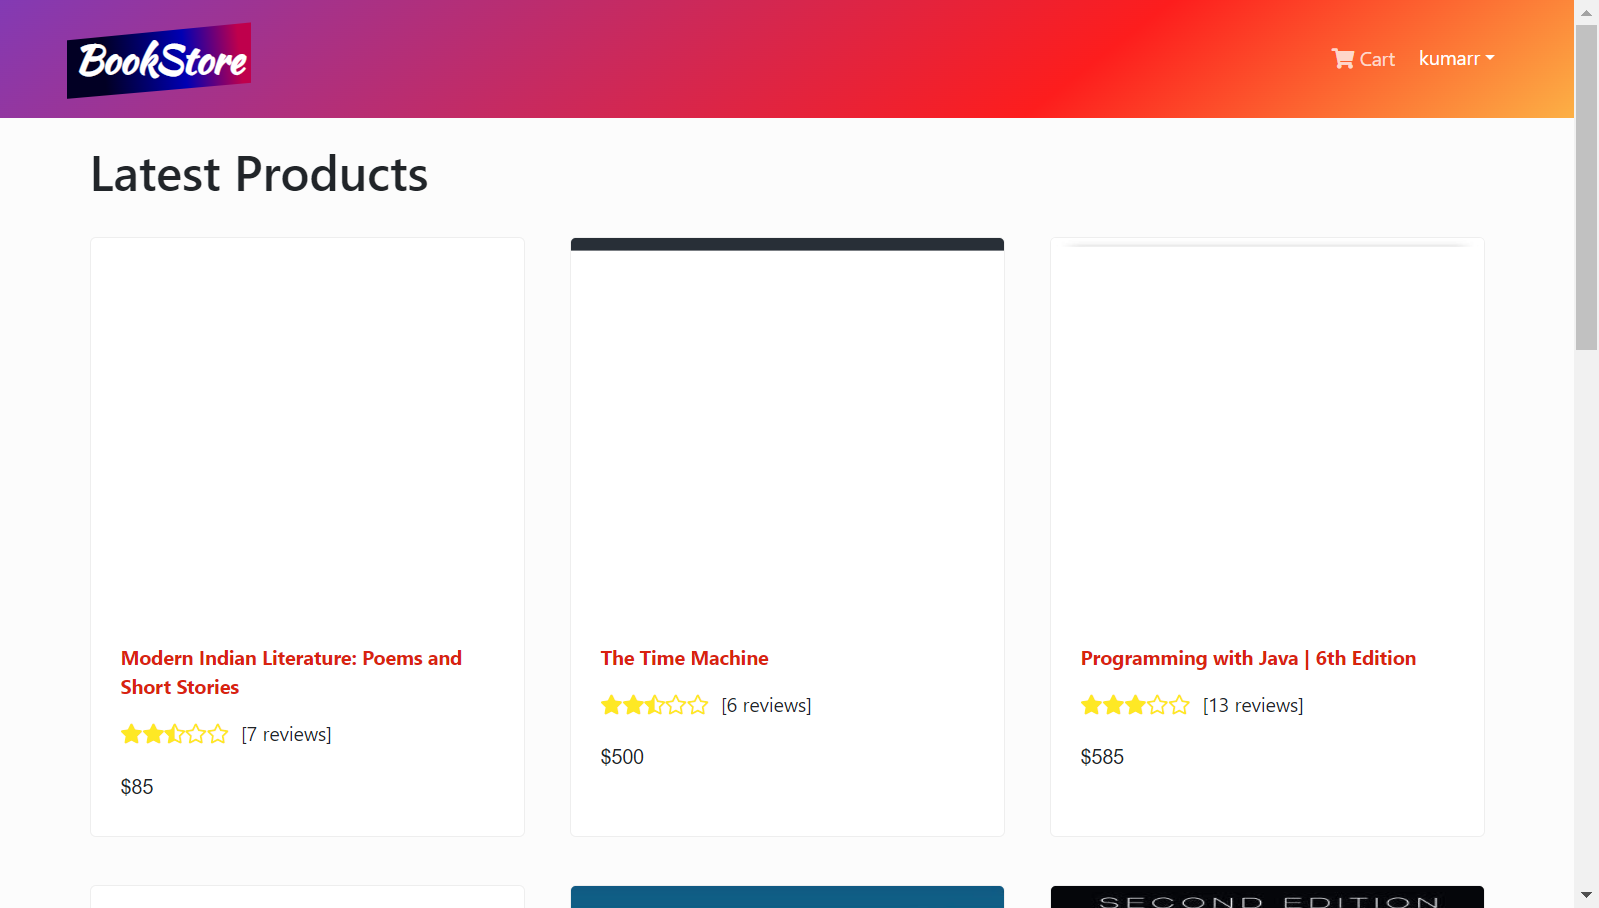 BookStore
Cart
kumarr
Latest Products
Modern Indian Literature: Poems and
Short Stories
[7 reviews]
$85
The Time Machine
[6 reviews]
$500
Programming with Java | 6th Edition
[13 reviews]
$585
SECOND EDITION